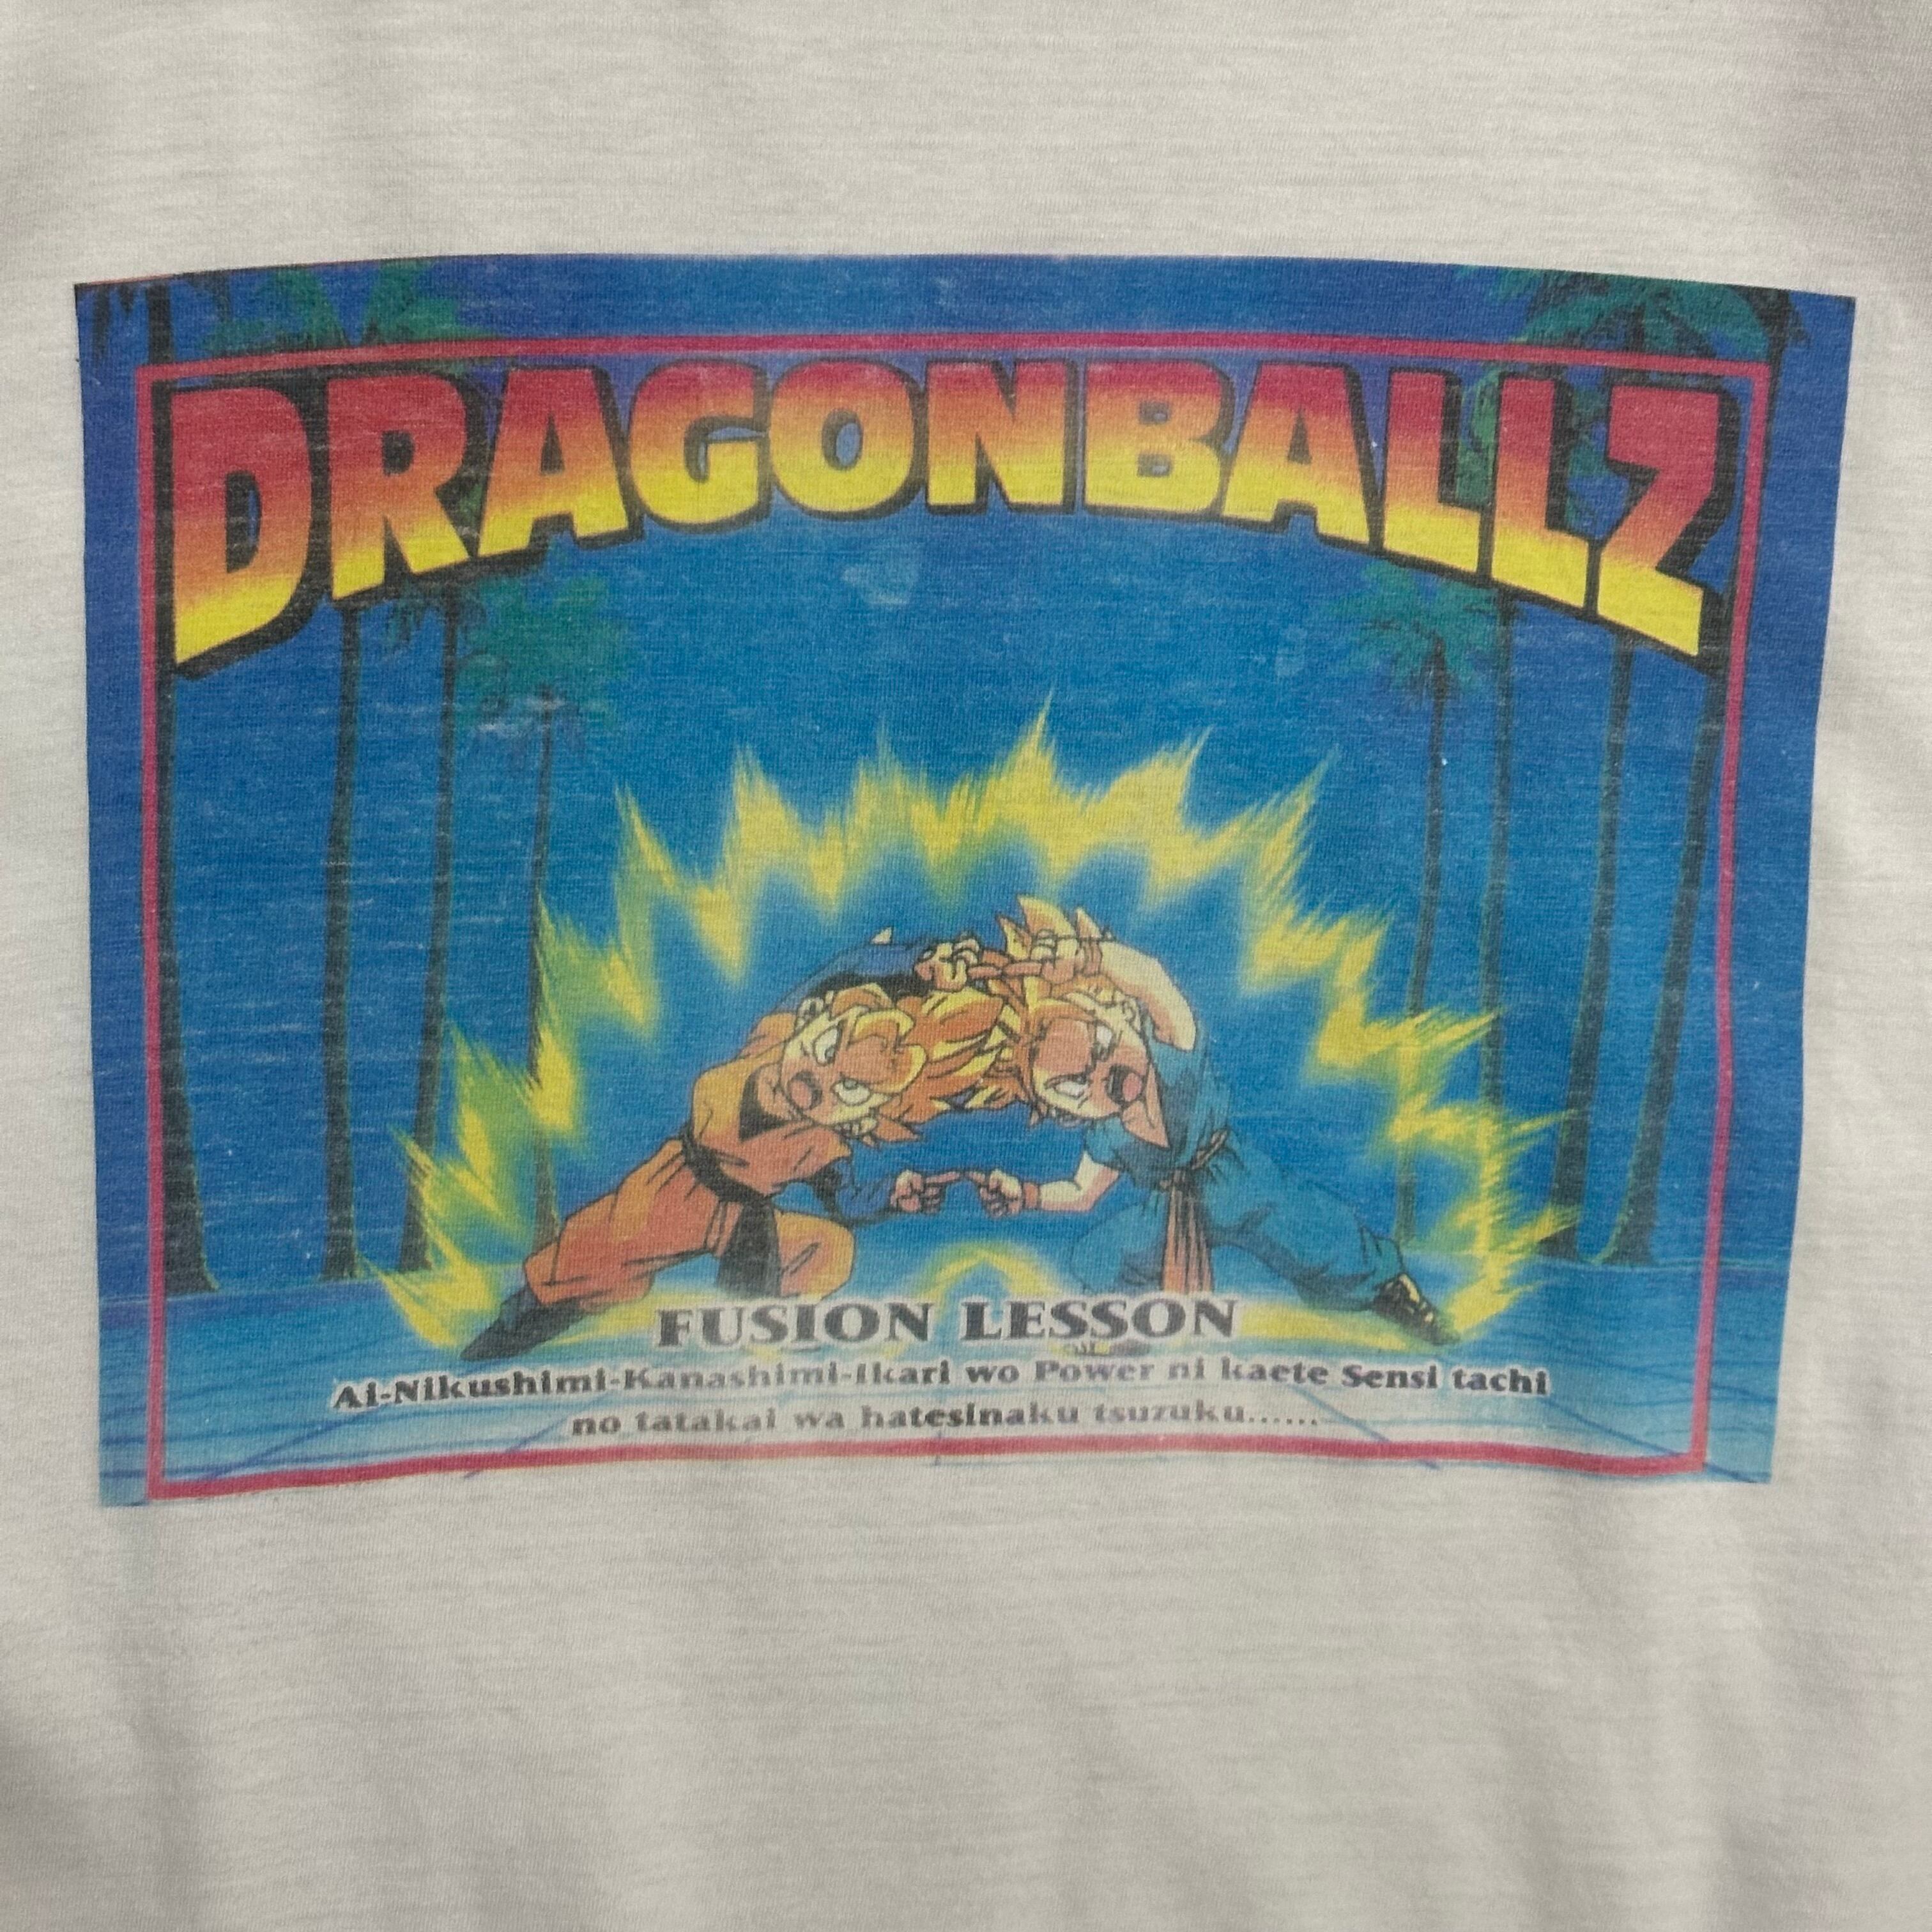 DRAGONBALLZ
FUSION LESSON
Ai-Nikushimi-Kanashimi-Ikari wo Power ni kaete Sensi tachi
no tatakai wa hatesinaku tsuzuku......